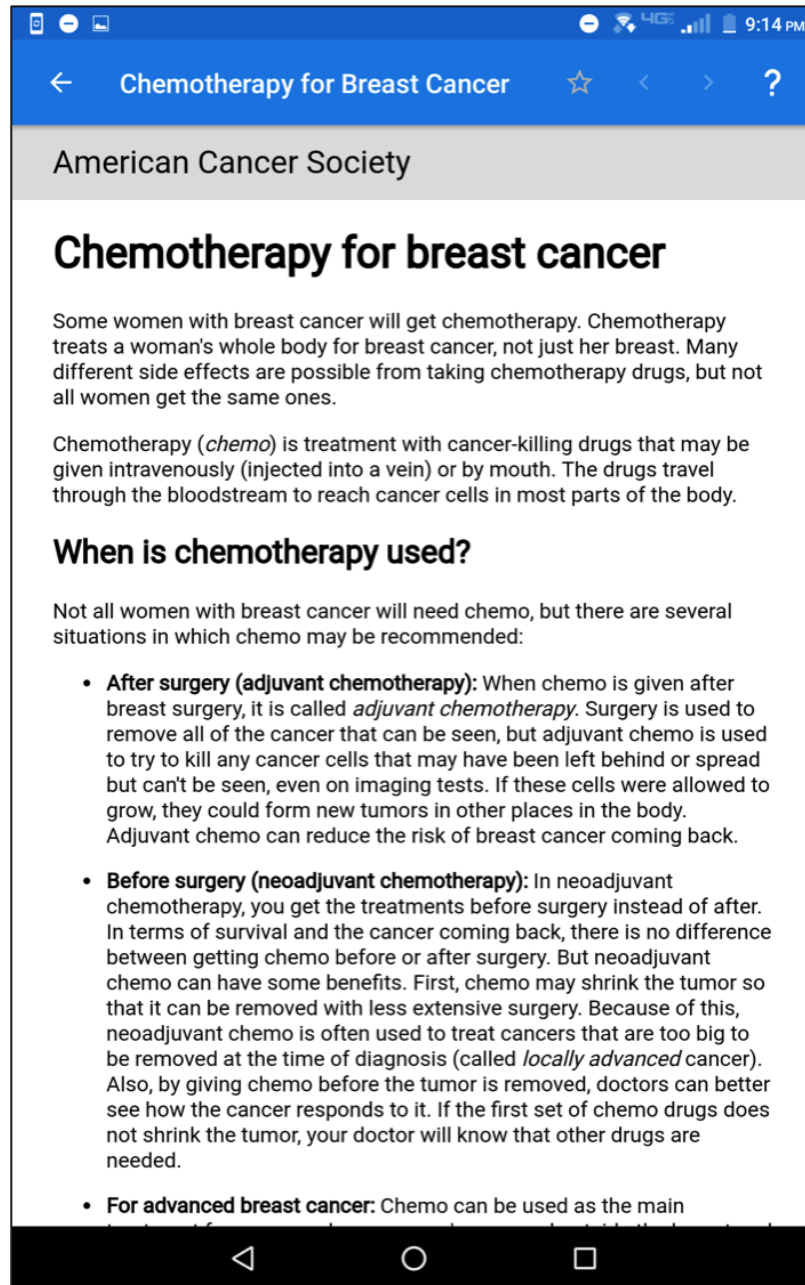 4GE 9:14 PM
Chemotherapy for Breast Cancer ?
American Cancer Society
Chemotherapy for breast cancer
Some women with breast cancer will get chemotherapy. Chemotherapy
treats a woman's whole body for breast cancer, not just her breast. Many
different side effects are possible from taking chemotherapy drugs, but not
all women get the same ones.
Chemotherapy (chemo) is treatment with cancer-killing drugs that may be
given intravenously (injected into a vein) or by mouth. The drugs travel
through the bloodstream to reach cancer cells in most parts of the body.
When is chemotherapy used?
Not all women with breast cancer will need chemo, but there are several
situations in which chemo may be recommended:
• After surgery (adjuvant chemotherapy): When chemo is given after
breast surgery, it is called adjuvant chemotherapy. Surgery is used to
remove all of the cancer that can be seen, but adjuvant chemo is used
to try to kill any cancer cells that may have been left behind or spread
but can't be seen, even on imaging tests. If these cells were allowed to
grow, they could form new tumors in other places in the body.
Adjuvant chemo can reduce the risk of breast cancer coming back.
• Before surgery (neoadjuvant chemotherapy): In neoadjuvant
chemotherapy, you get the treatments before surgery instead of after.
In terms of survival and the cancer coming back, there is no difference
between getting chemo before or after surgery. But neoadjuvant
chemo can have some benefits. First, chemo may shrink the tumor so
that it can be removed with less extensive surgery. Because of this,
neoadjuvant chemo is often used to treat cancers that are too big to
be removed at the time of diagnosis (called locally advanced cancer).
Also, by giving chemo before the tumor is removed, doctors can better
see how the cancer responds to it. If the first set of chemo drugs does
not shrink the tumor, your doctor will know that other drugs are
needed.
• For advanced breast cancer: Chemo can be used as the main